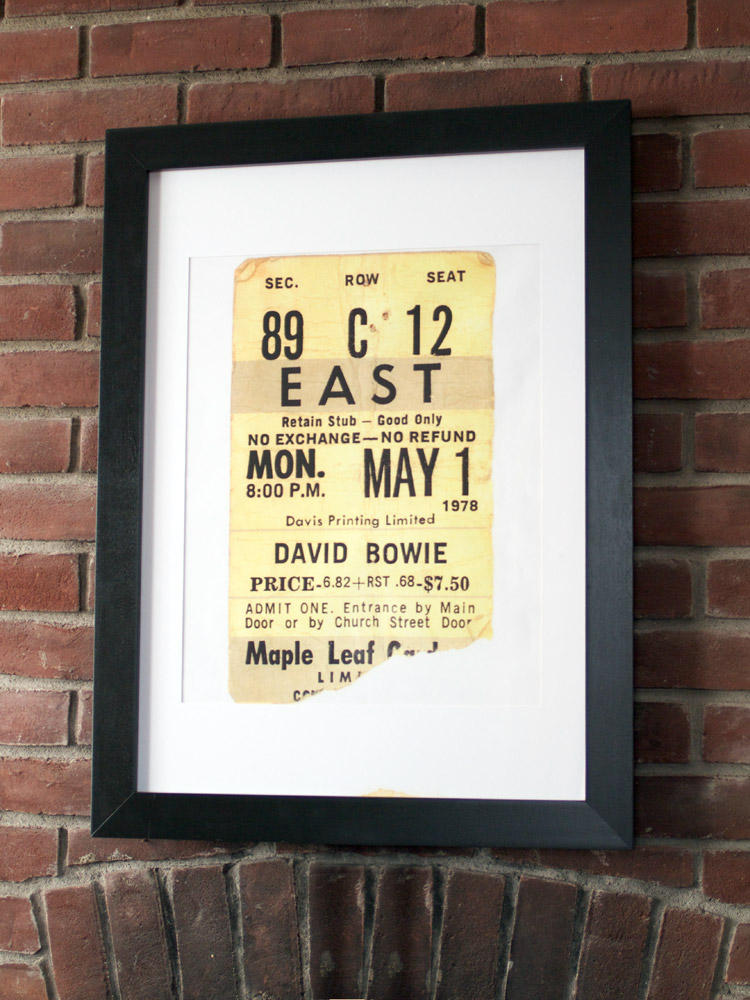 SEC. ROW SEAT
89 C 12
EAST
Retain Stub — Good Only
NO EXCHANGE—NO REFUND
MON. MAY 1
8:00 P.M.
1978
Davis Printing Limited
DAVID BOWIE
PRICE-6.82+RST .68-$7.50
ADMIT ONE. Entrance by Main
Door or by Church Street Door
Maple Leaf